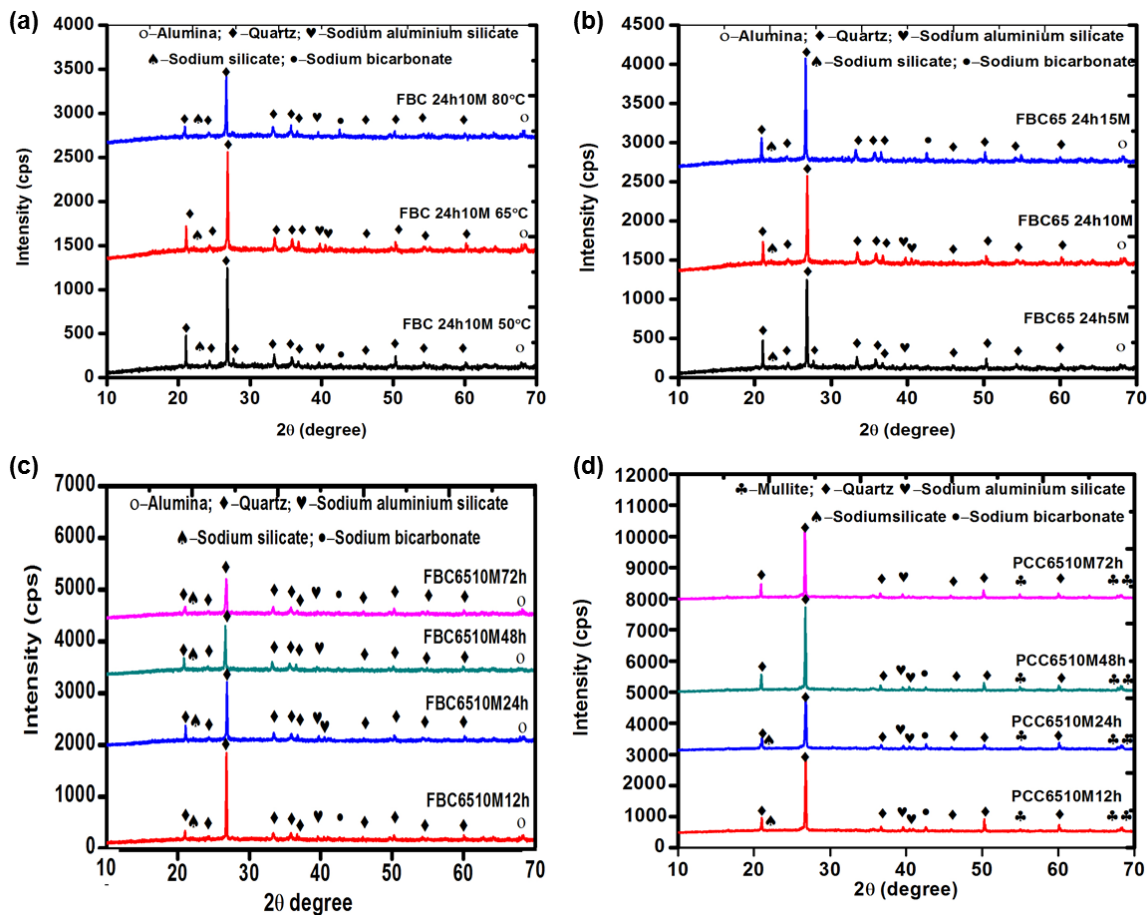 (a)
4000
3500
3000
2500
2000
1500
1000
500
0
Intensity (cps)
o–Alumina; ♦–Quartz; ♥–Sodium aluminium silicate
♠–Sodium silicate; ●–Sodium bicarbonate
FBC 24h10M 80°C
FBC 24h10M 65°C
FBC 24h10M 50°C
10 20 30 40 50 60 70
2θ (degree)
(b)
4500
4000
3500
3000
2500
2000
1500
1000
500
0
Intensity (cps)
o–Alumina; ♦–Quartz; ♥–Sodium aluminium silicate
♠–Sodium silicate; ●–Sodium bicarbonate
FBC65 24h15M
FBC65 24h10M
FBC65 24h5M
10 20 30 40 50 60 70
2θ (degree)
(c)
7000
6000
5000
4000
3000
2000
1000
0
Intensity (cps)
o–Alumina; ♦–Quartz; ♥–Sodium aluminium silicate
♠–Sodium silicate; ●–Sodium bicarbonate
FBC6510M72h
FBC6510M48h
FBC6510M24h
FBC6510M12h
10 20 30 40 50 60 70
2θ degree
(d)
12000
11000
10000
9000
8000
7000
6000
5000
4000
3000
2000
1000
0
Intensity (cps)
♣–Mullite; ♦–Quartz ♥–Sodium aluminium silicate
♠–Sodiumsilicate ●–Sodium bicarbonate
PCC6510M72h
PCC6510M48h
PCC6510M24h
PCC6510M12h
10 20 30 40 50 60 70
2θ (degree)